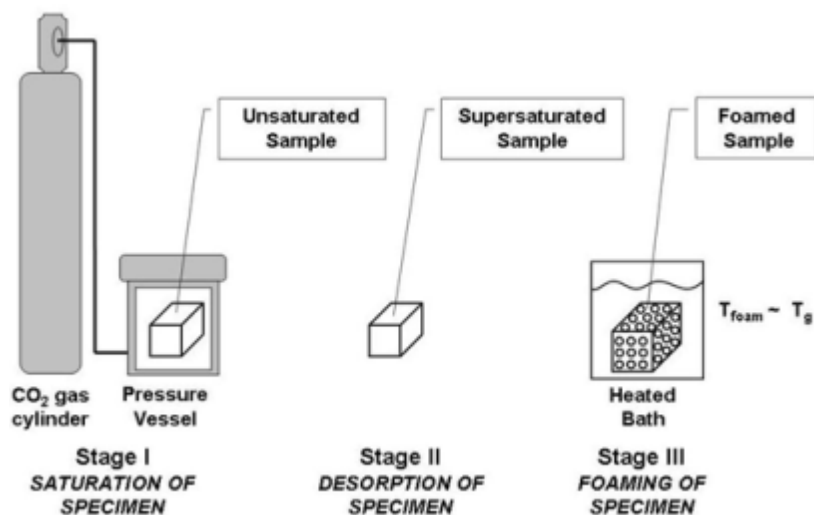 Unsaturated
Sample
Supersaturated
Sample
Foamed
Sample
T_foam ~ T_g
CO₂ gas
cylinder
Pressure
Vessel
Heated
Bath
Stage I
SATURATION OF
SPECIMEN
Stage II
DESORPTION OF
SPECIMEN
Stage III
FOAMING OF
SPECIMEN